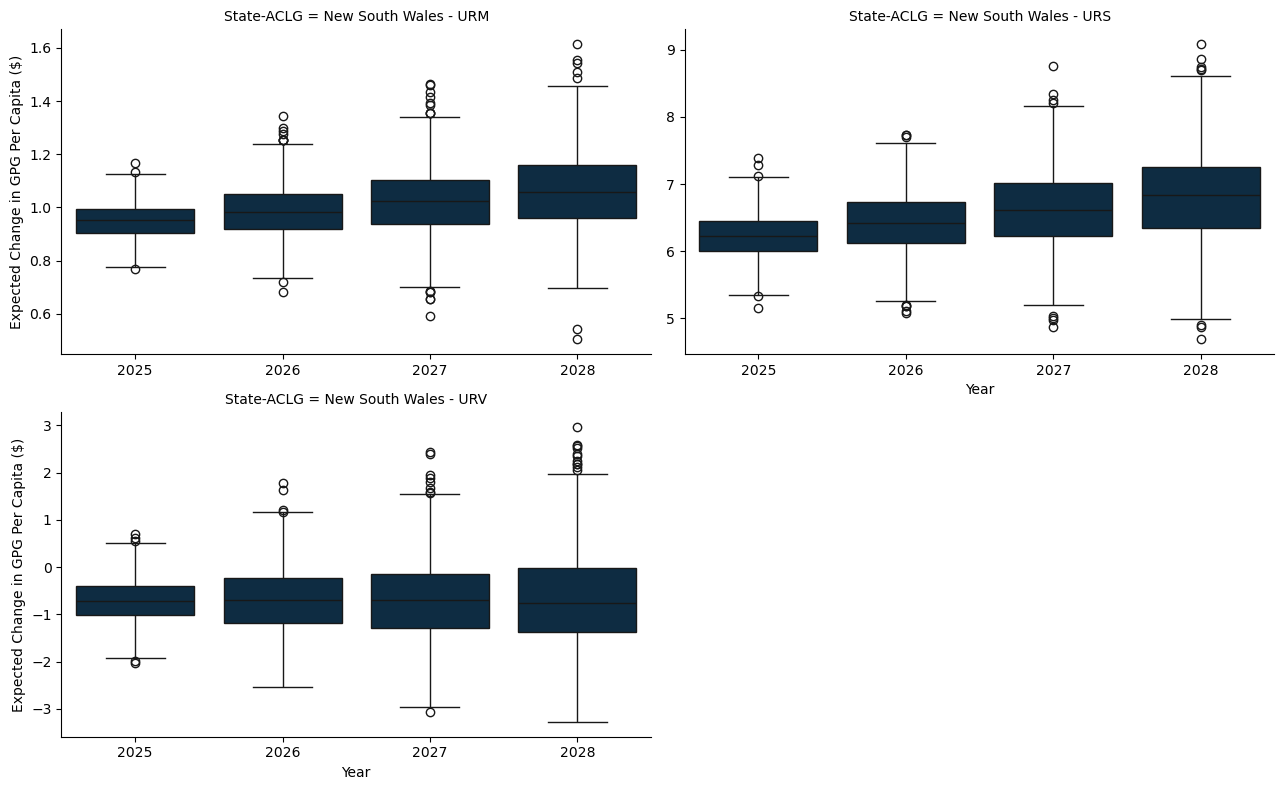 State-ACLG = New South Wales - URM
Expected Change in GPG Per Capita ($)
1.6
1.4
1.2
1.0
0.8
0.6
2025 2026 2027 2028
State-ACLG = New South Wales - URS
9
8
7
6
5
2025 2026 2027 2028
Year
State-ACLG = New South Wales - URV
Expected Change in GPG Per Capita ($)
3
2
1
0
−1
−2
−3
2025 2026 2027 2028
Year